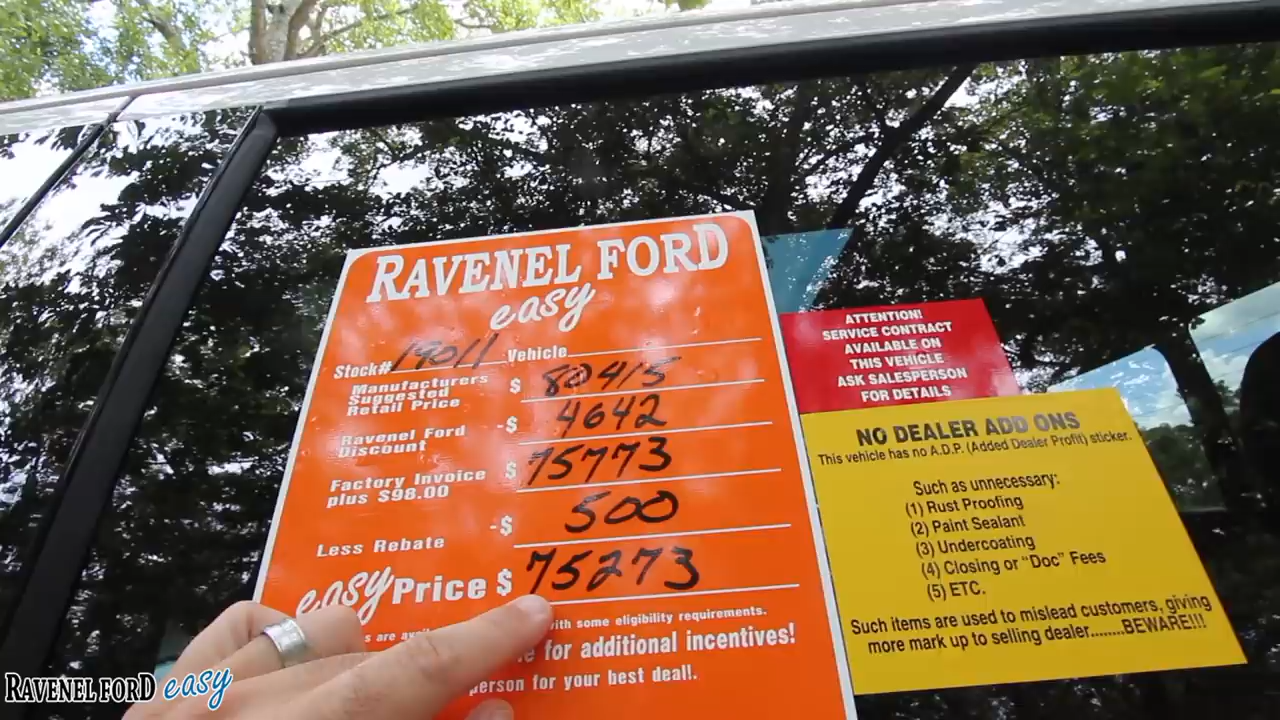 RAVENEL FORD
easy
Stock# 19011 Vehicle
Manufacturers Suggested Retail Price $ 80415
Ravenel Ford Discount -$ 4642
Factory Invoice plus $98.00 $ 75773
Less Rebate -$ 500
easy Price $ 75273
with some eligibility requirements.
for additional incentives!
person for your best deal!.
ATTENTION!
SERVICE CONTRACT
AVAILABLE ON
THIS VEHICLE
ASK SALESPERSON
FOR DETAILS
NO DEALER ADD ONS
This vehicle has no A.D.P. (Added Dealer Profit) sticker.
Such as unnecessary:
(1) Rust Proofing
(2) Paint Sealant
(3) Undercoating
(4) Closing or "Doc" Fees
(5) ETC.
Such items are used to mislead customers, giving
more mark up to selling dealer........BEWARE!!!
RAVENEL FORD easy